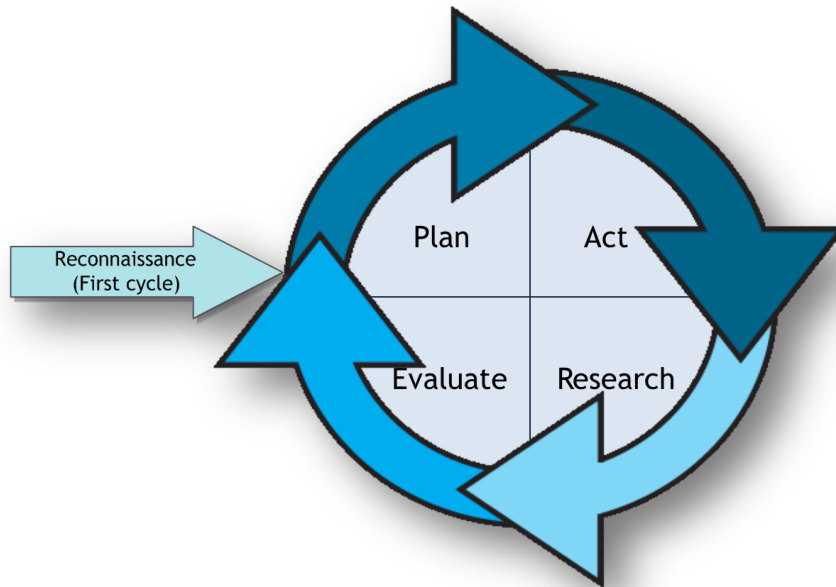 Plan
Act
Reconnaissance
(First cycle)
Evaluate
Research